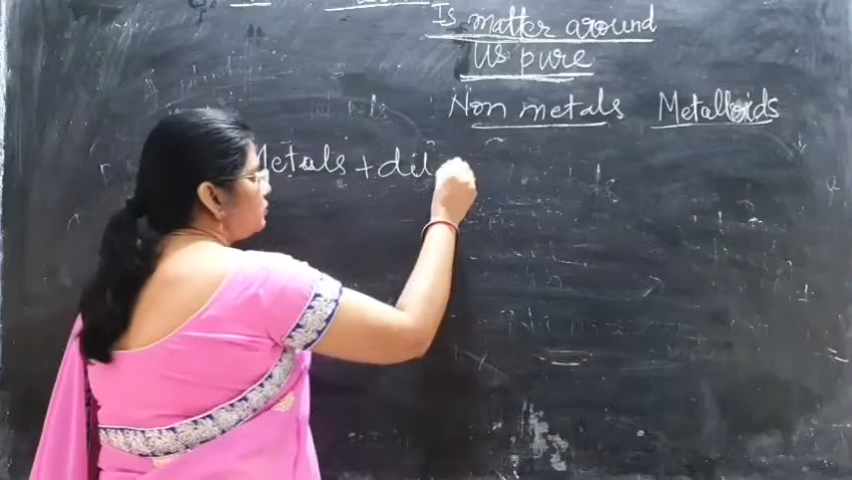 Is matter around
us pure
Non metals Metalloids
Metals + dil